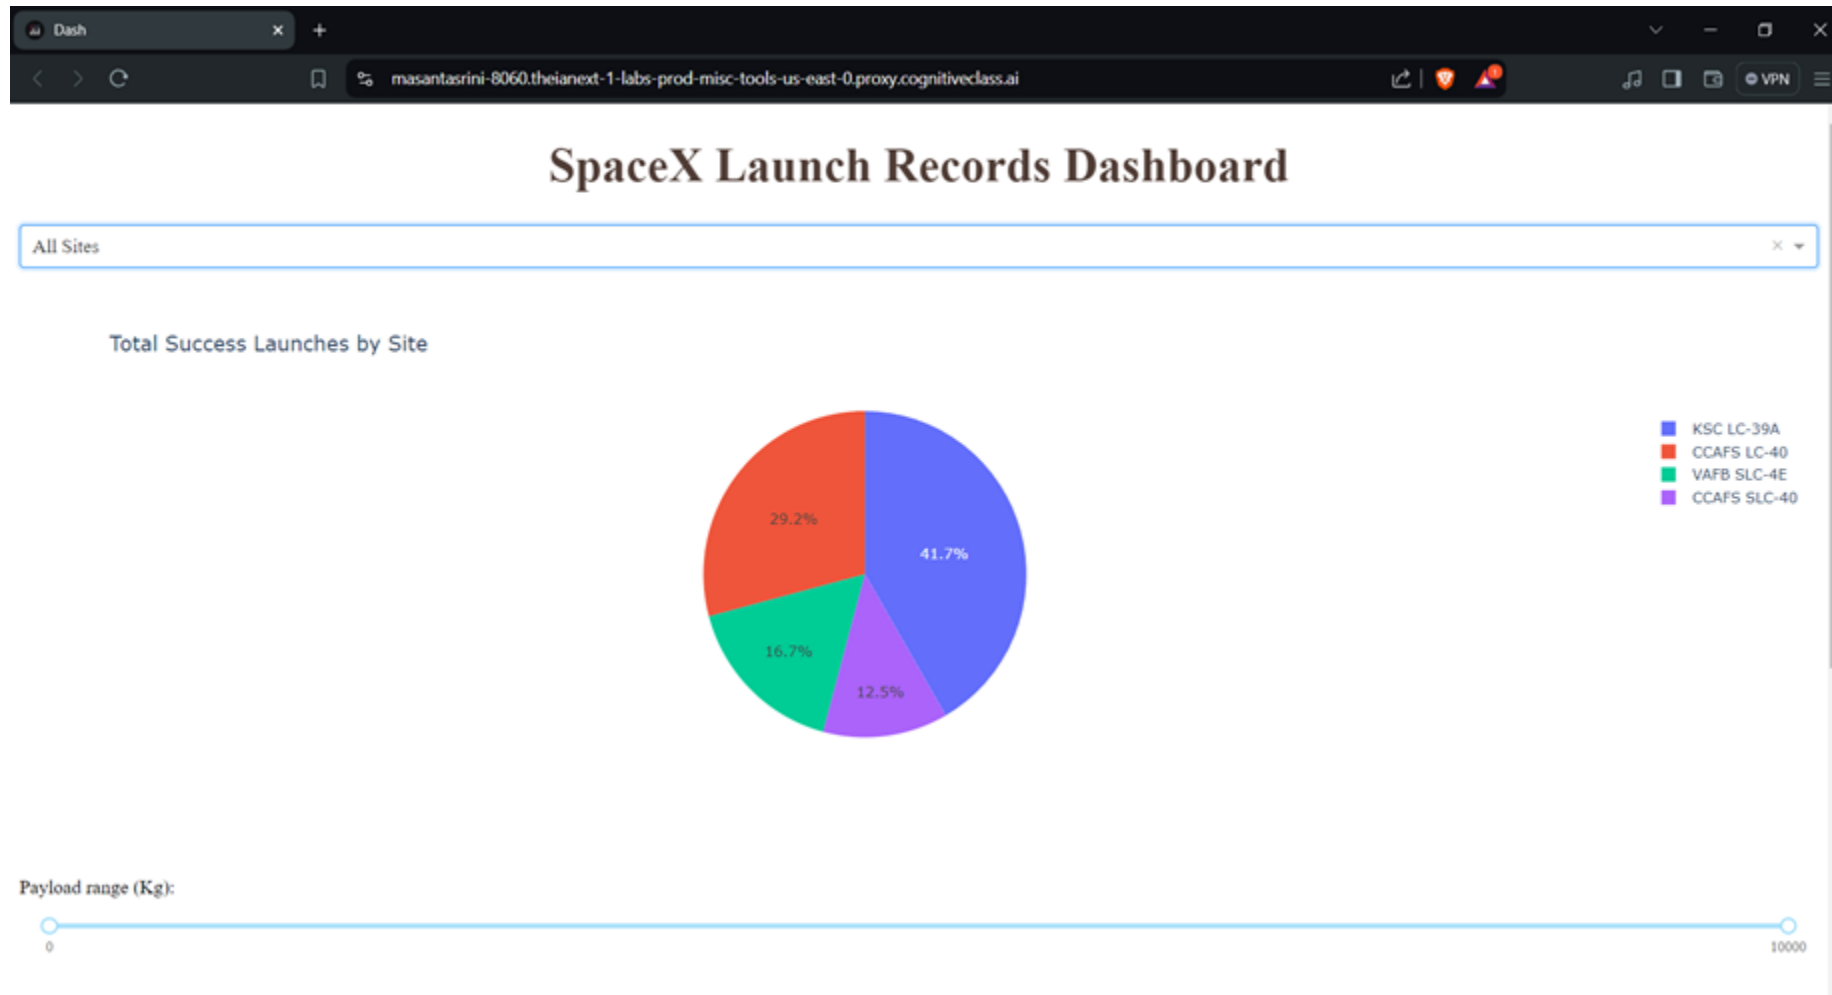 Dash
masantasrini-8060.theianext-1-labs-prod-misc-tools-us-east-0.proxy.cognitiveclass.ai
VPN
SpaceX Launch Records Dashboard
All Sites
Total Success Launches by Site
KSC LC-39A
CCAFS LC-40
VAFB SLC-4E
CCAFS SLC-40
29.2%
41.7%
16.7%
12.5%
Payload range (Kg):
0
10000